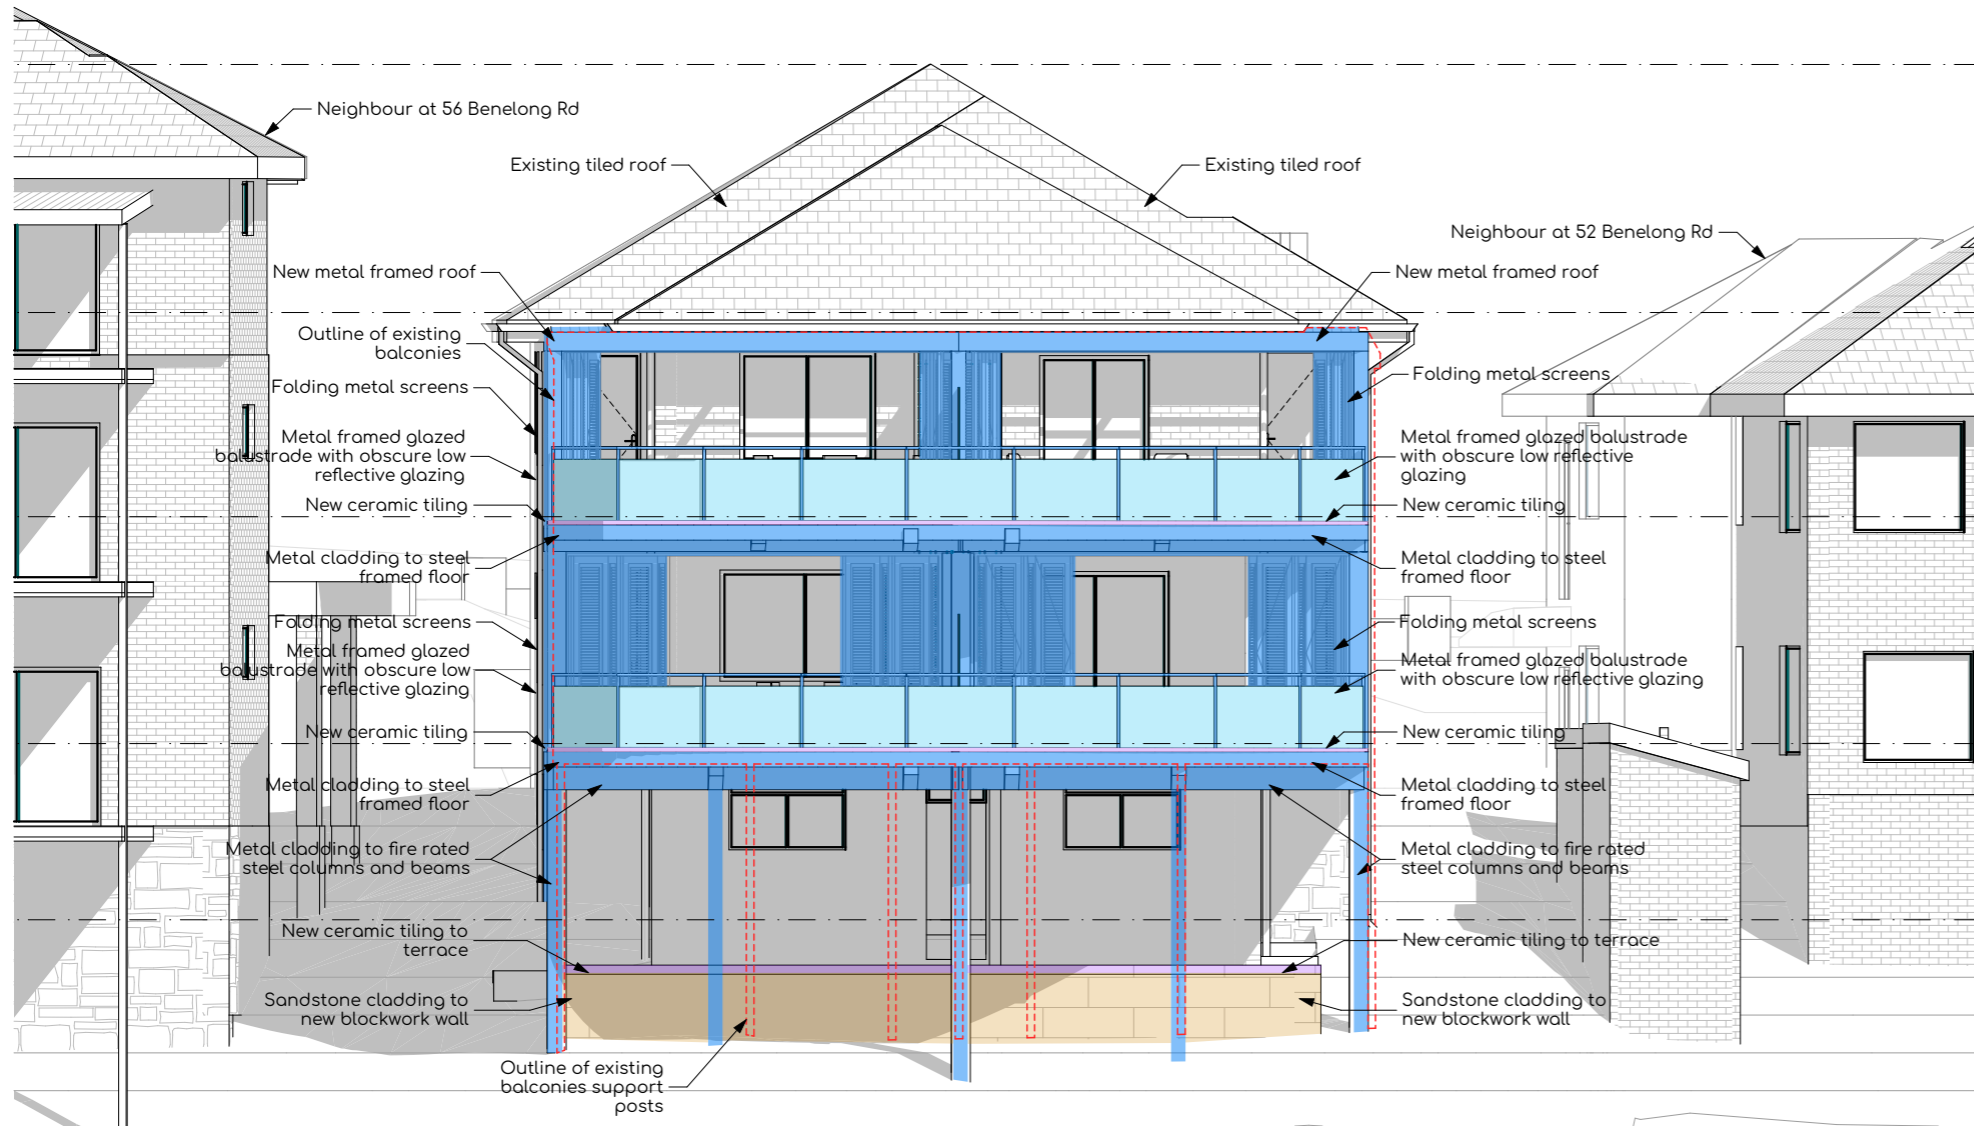 Neighbour at 56 Benelong Rd
Existing tiled roof
Existing tiled roof
Neighbour at 52 Benelong Rd
New metal framed roof
New metal framed roof
Outline of existing
balconies
Folding metal screens
Folding metal screens
Metal framed glazed
balustrade with obscure low
reflective glazing
Metal framed glazed balustrade
with obscure low reflective
glazing
New ceramic tiling
New ceramic tiling
Metal cladding to steel
framed floor
Metal cladding to steel
framed floor
Folding metal screens
Folding metal screens
Metal framed glazed
balustrade with obscure low
reflective glazing
Metal framed glazed balustrade
with obscure low reflective glazing
New ceramic tiling
New ceramic tiling
Metal cladding to steel
framed floor
Metal cladding to steel
framed floor
Metal cladding to fire rated
steel columns and beams
Metal cladding to fire rated
steel columns and beams
New ceramic tiling to
terrace
New ceramic tiling to terrace
Sandstone cladding to
new blockwork wall
Sandstone cladding to
new blockwork wall
Outline of existing
balconies support
posts